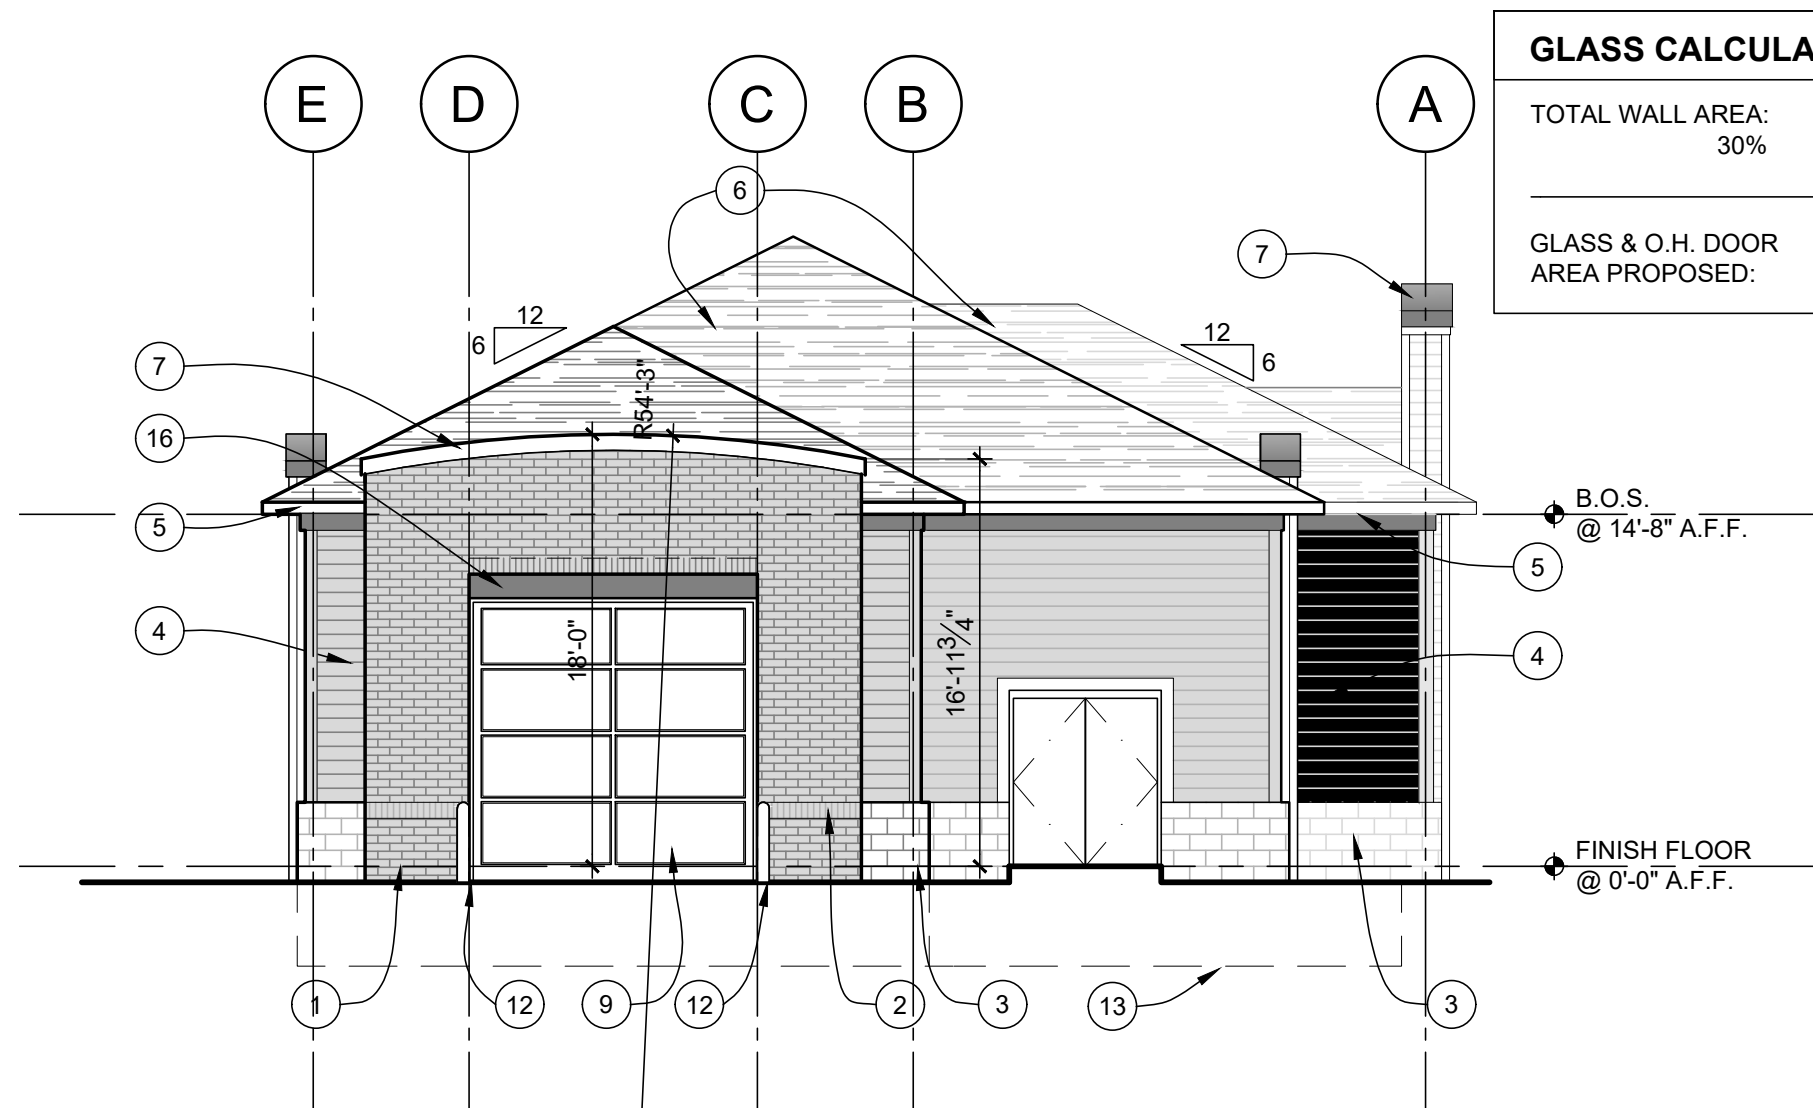 E
D
C
B
A
GLASS CALCULA
TOTAL WALL AREA:
30%
GLASS & O.H. DOOR
AREA PROPOSED:
6
7
12
6
12
6
7
16
R54'-3"
5
B.O.S.
@ 14'-8" A.F.F.
5
4
18'-0"
16'-11 3/4"
4
FINISH FLOOR
@ 0'-0" A.F.F.
1
12
9
12
2
3
13
3